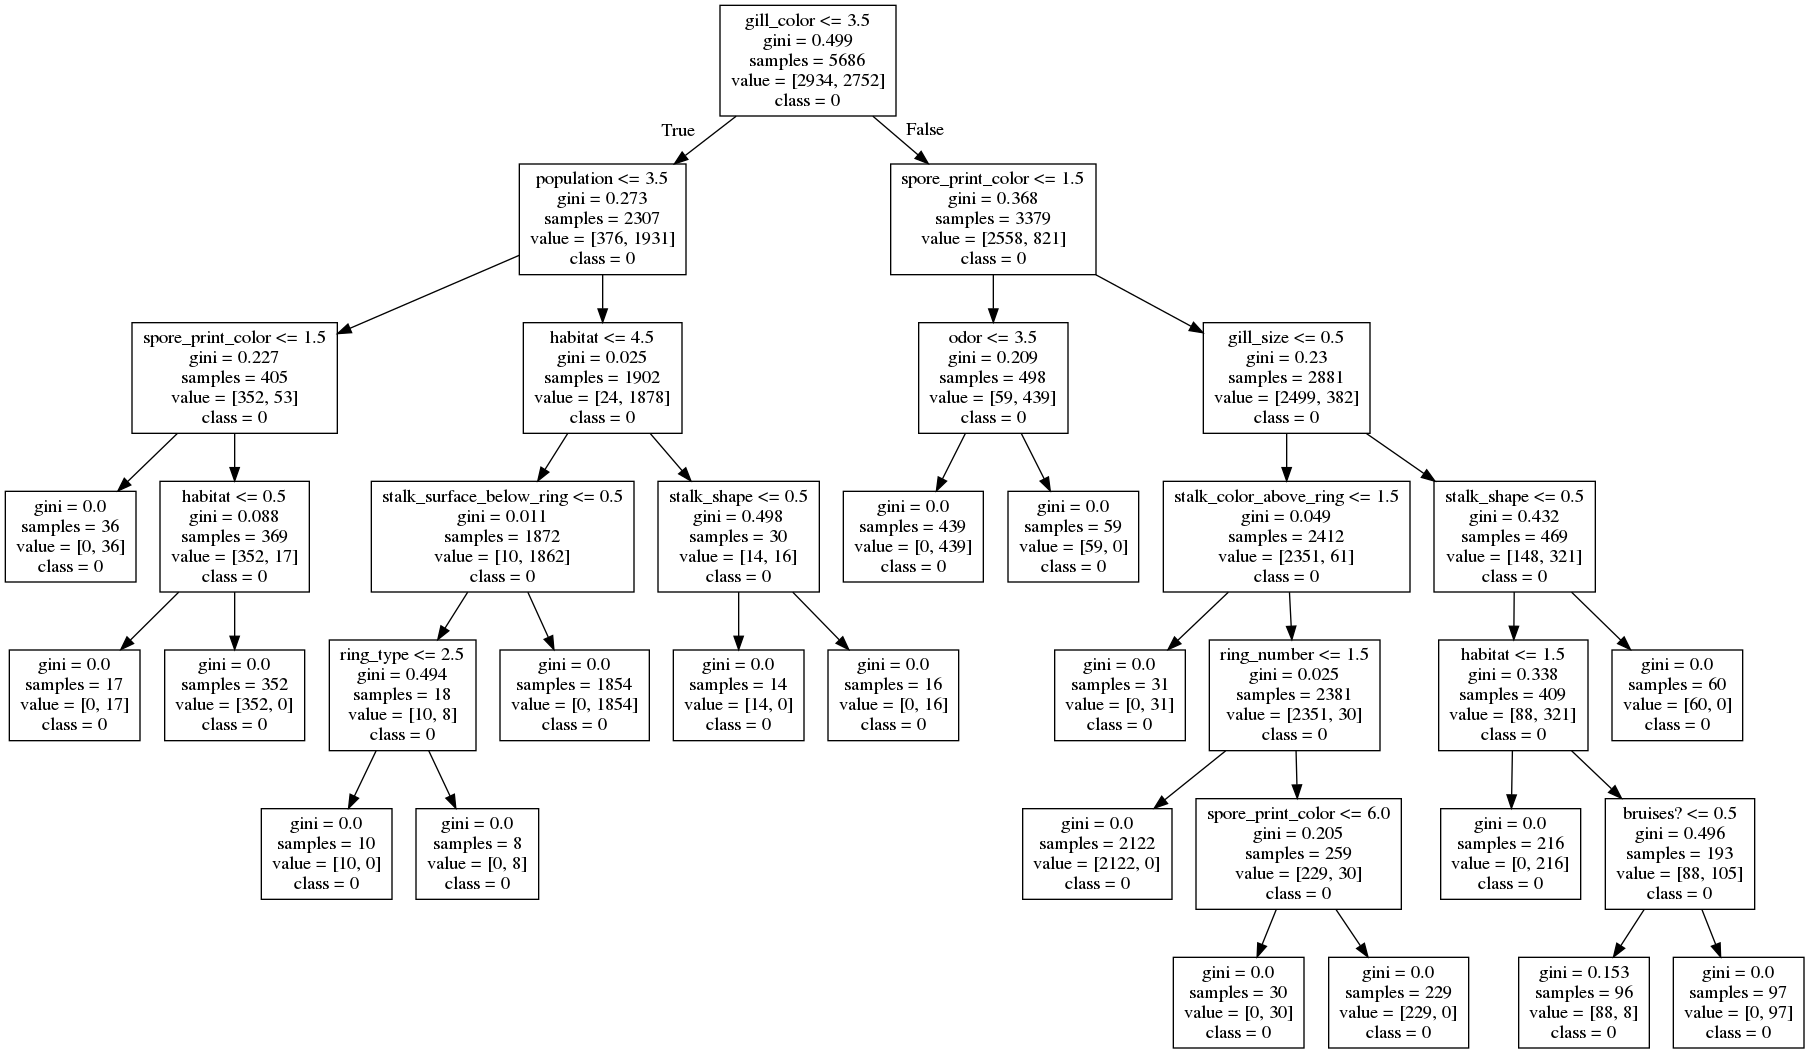 gill_color <= 3.5
gini = 0.499
samples = 5686
value = [2934, 2752]
class = 0
True
False
population <= 3.5
gini = 0.273
samples = 2307
value = [376, 1931]
class = 0
spore_print_color <= 1.5
gini = 0.368
samples = 3379
value = [2558, 821]
class = 0
spore_print_color <= 1.5
gini = 0.227
samples = 405
value = [352, 53]
class = 0
habitat <= 4.5
gini = 0.025
samples = 1902
value = [24, 1878]
class = 0
odor <= 3.5
gini = 0.209
samples = 498
value = [59, 439]
class = 0
gill_size <= 0.5
gini = 0.23
samples = 2881
value = [2499, 382]
class = 0
gini = 0.0
samples = 36
value = [0, 36]
class = 0
habitat <= 0.5
gini = 0.088
samples = 369
value = [352, 17]
class = 0
stalk_surface_below_ring <= 0.5
gini = 0.011
samples = 1872
value = [10, 1862]
class = 0
stalk_shape <= 0.5
gini = 0.498
samples = 30
value = [14, 16]
class = 0
gini = 0.0
samples = 439
value = [0, 439]
class = 0
gini = 0.0
samples = 59
value = [59, 0]
class = 0
stalk_color_above_ring <= 1.5
gini = 0.049
samples = 2412
value = [2351, 61]
class = 0
stalk_shape <= 0.5
gini = 0.432
samples = 469
value = [148, 321]
class = 0
gini = 0.0
samples = 17
value = [0, 17]
class = 0
gini = 0.0
samples = 352
value = [352, 0]
class = 0
ring_type <= 2.5
gini = 0.494
samples = 18
value = [10, 8]
class = 0
gini = 0.0
samples = 1854
value = [0, 1854]
class = 0
gini = 0.0
samples = 14
value = [14, 0]
class = 0
gini = 0.0
samples = 16
value = [0, 16]
class = 0
gini = 0.0
samples = 31
value = [0, 31]
class = 0
ring_number <= 1.5
gini = 0.025
samples = 2381
value = [2351, 30]
class = 0
habitat <= 1.5
gini = 0.338
samples = 409
value = [88, 321]
class = 0
gini = 0.0
samples = 60
value = [60, 0]
class = 0
gini = 0.0
samples = 10
value = [10, 0]
class = 0
gini = 0.0
samples = 8
value = [0, 8]
class = 0
gini = 0.0
samples = 2122
value = [2122, 0]
class = 0
spore_print_color <= 6.0
gini = 0.205
samples = 259
value = [229, 30]
class = 0
gini = 0.0
samples = 216
value = [0, 216]
class = 0
bruises? <= 0.5
gini = 0.496
samples = 193
value = [88, 105]
class = 0
gini = 0.0
samples = 30
value = [0, 30]
class = 0
gini = 0.0
samples = 229
value = [229, 0]
class = 0
gini = 0.153
samples = 96
value = [88, 8]
class = 0
gini = 0.0
samples = 97
value = [0, 97]
class = 0